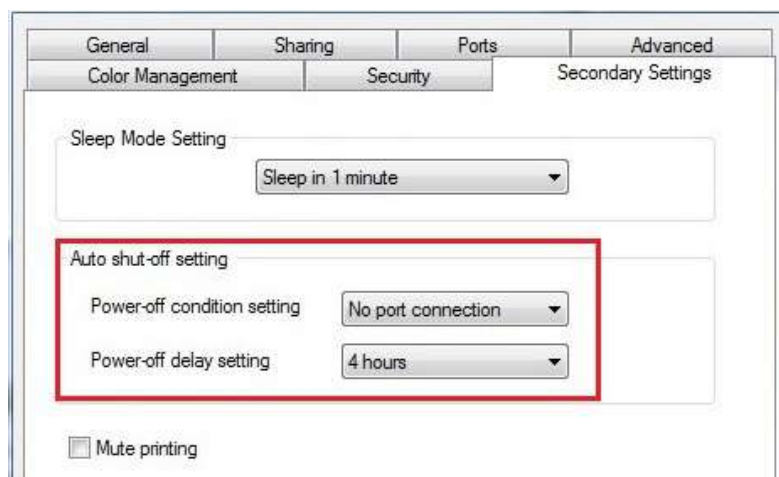 General Sharing Ports Advanced
Color Management Security Secondary Settings
Sleep Mode Setting
Sleep in 1 minute
Auto shut-off setting
Power-off condition setting No port connection
Power-off delay setting 4 hours
Mute printing